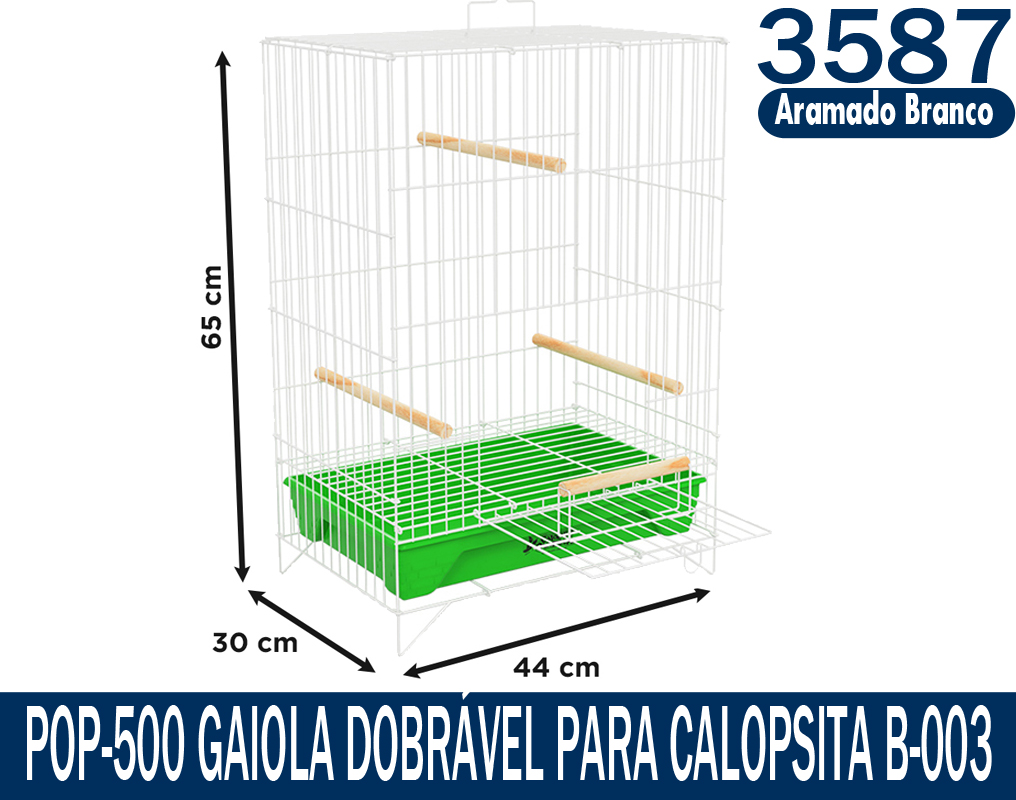 3587
Aramado Branco
65 cm
30 cm
44 cm
POP-500 GAIOLA DOBRÁVEL PARA CALOPSITA B-003